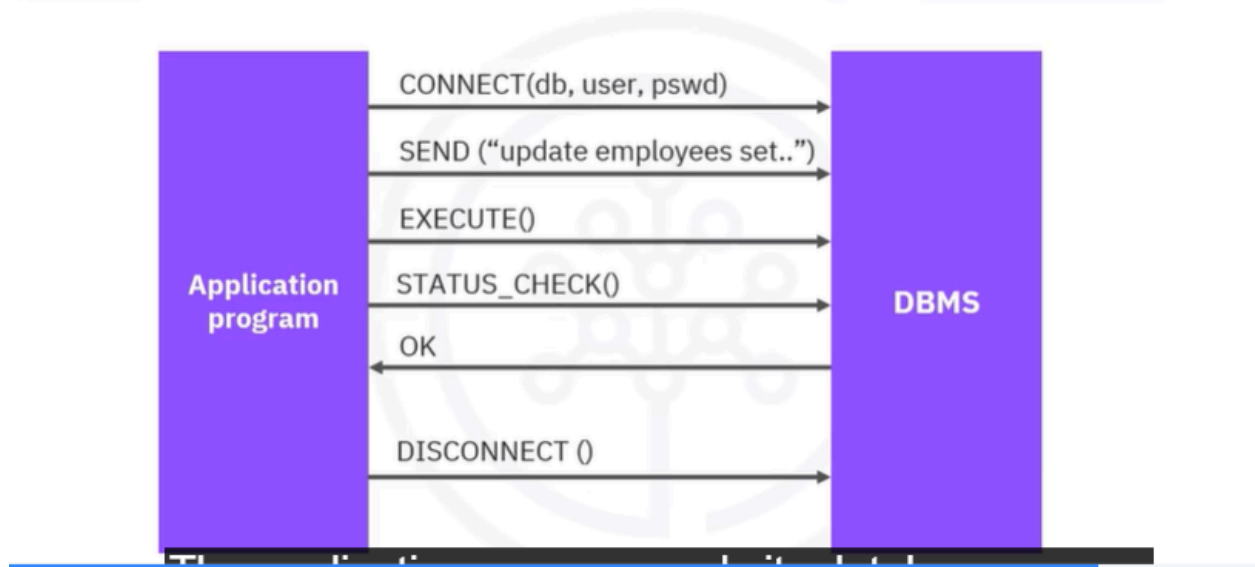 CONNECT(db, user, pswd)
SEND (“update employees set..”)
EXECUTE()
Application
program
STATUS_CHECK()
DBMS
OK
DISCONNECT ()